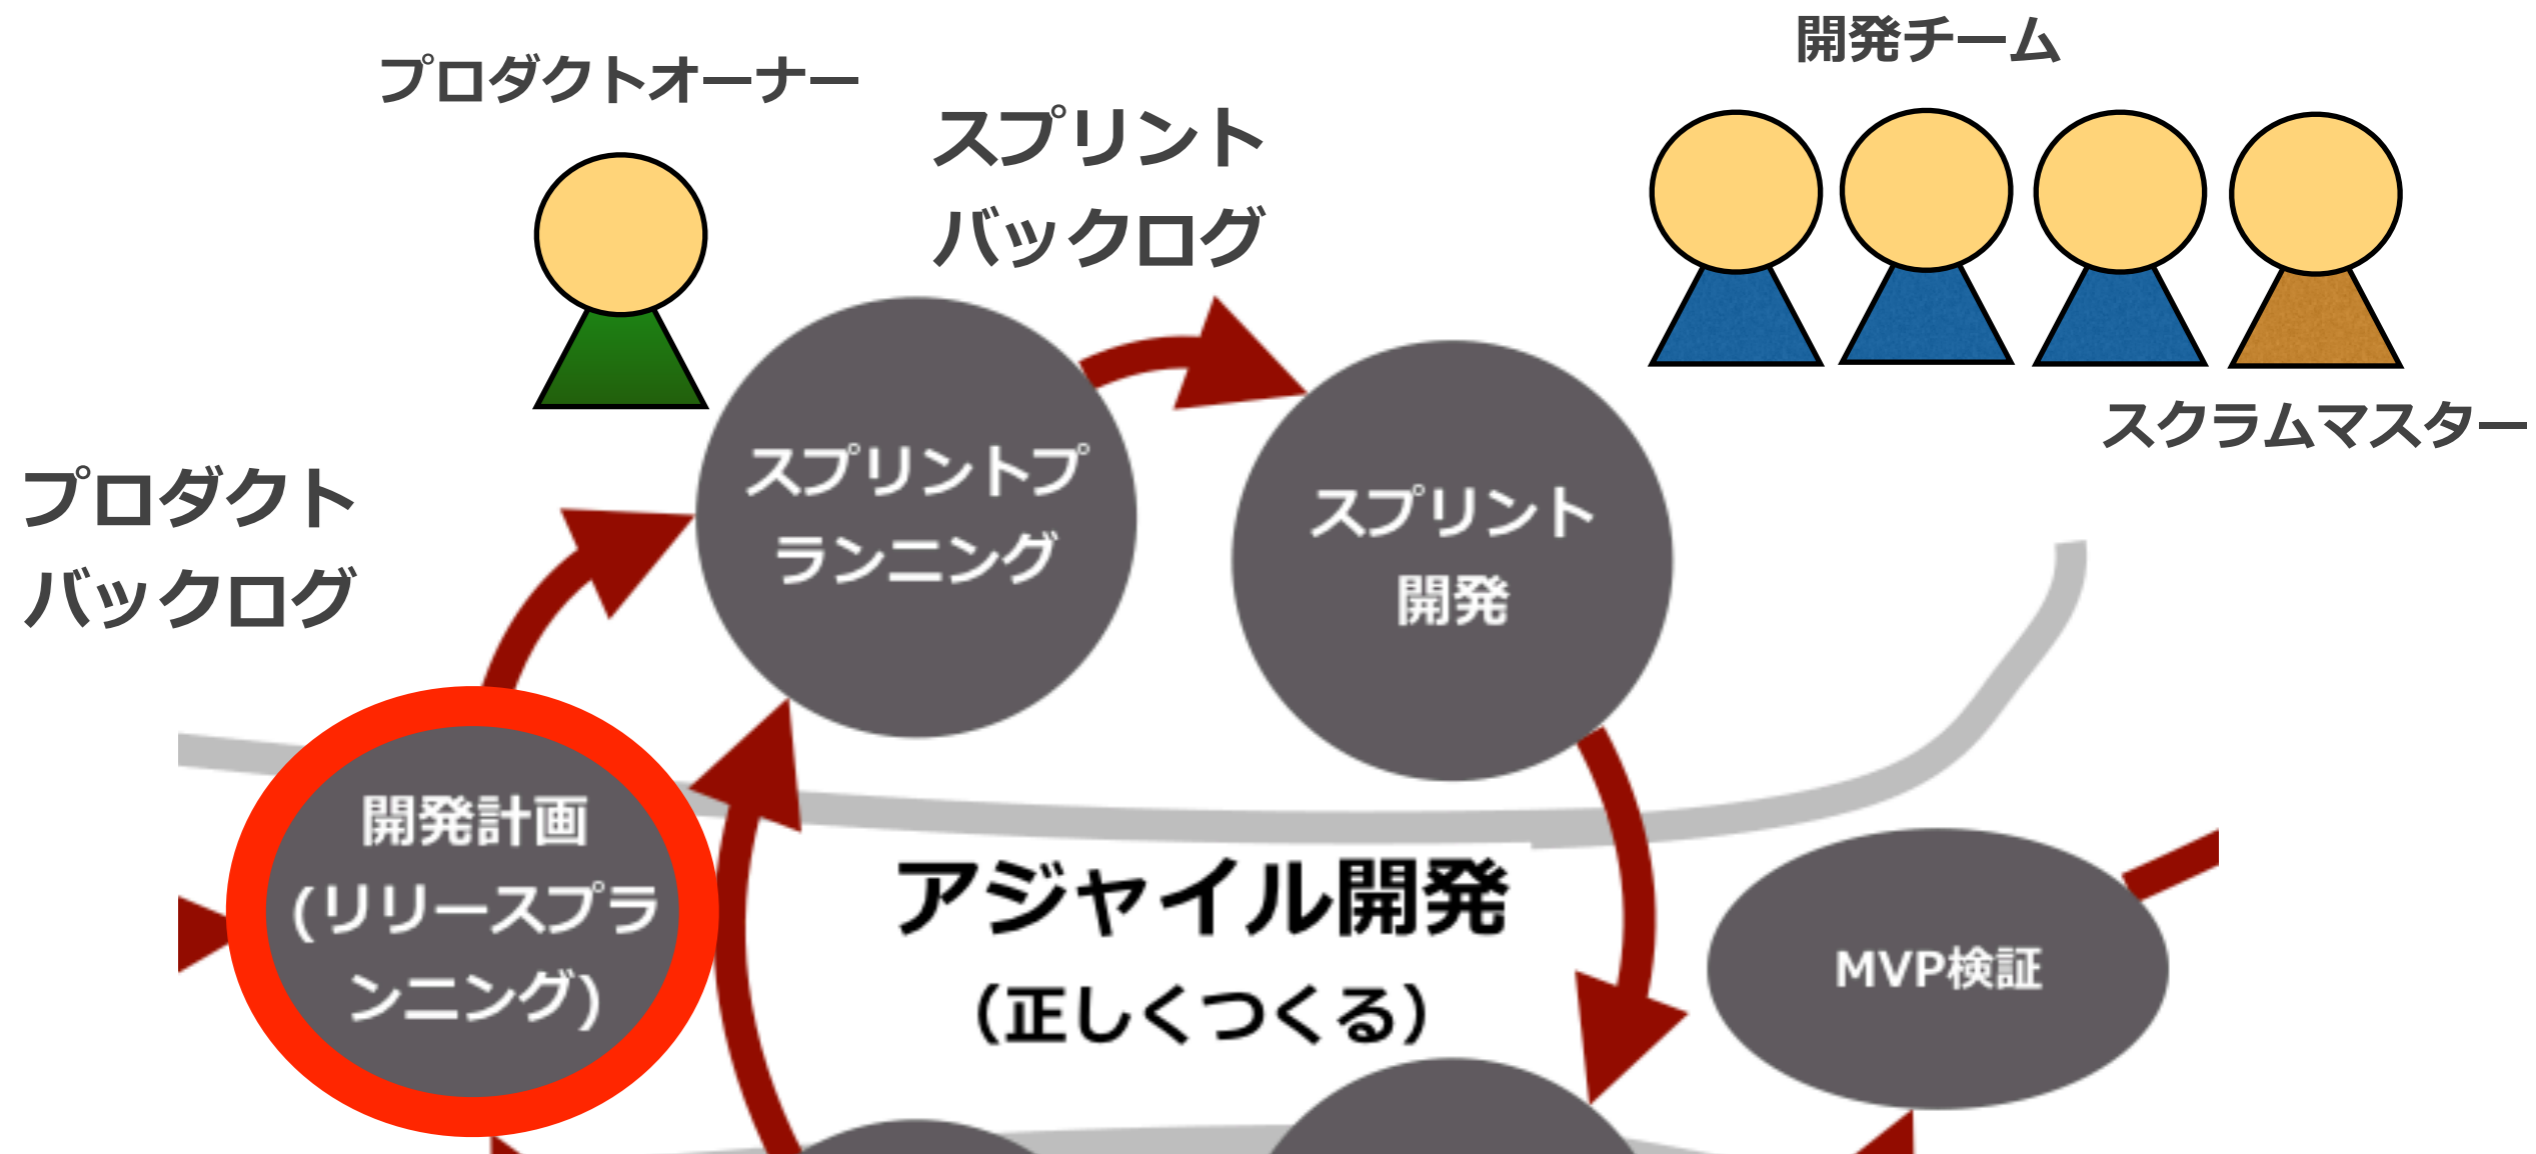 開発チーム
プロダクトオーナー
スプリント
バックログ
スクラムマスター
プロダクト
バックログ
スプリントプ
ランニング
スプリント
開発
開発計画
(リリースプラ
ンニング)
アジャイル開発
（正しくつくる）
MVP検証